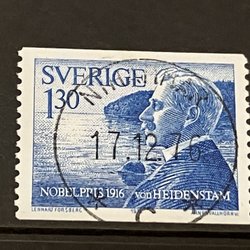 SVERIGE
1.30
17.12.76
NOBELPRIS 1916 von HEIDENSTAM
LENNART FORSBERG